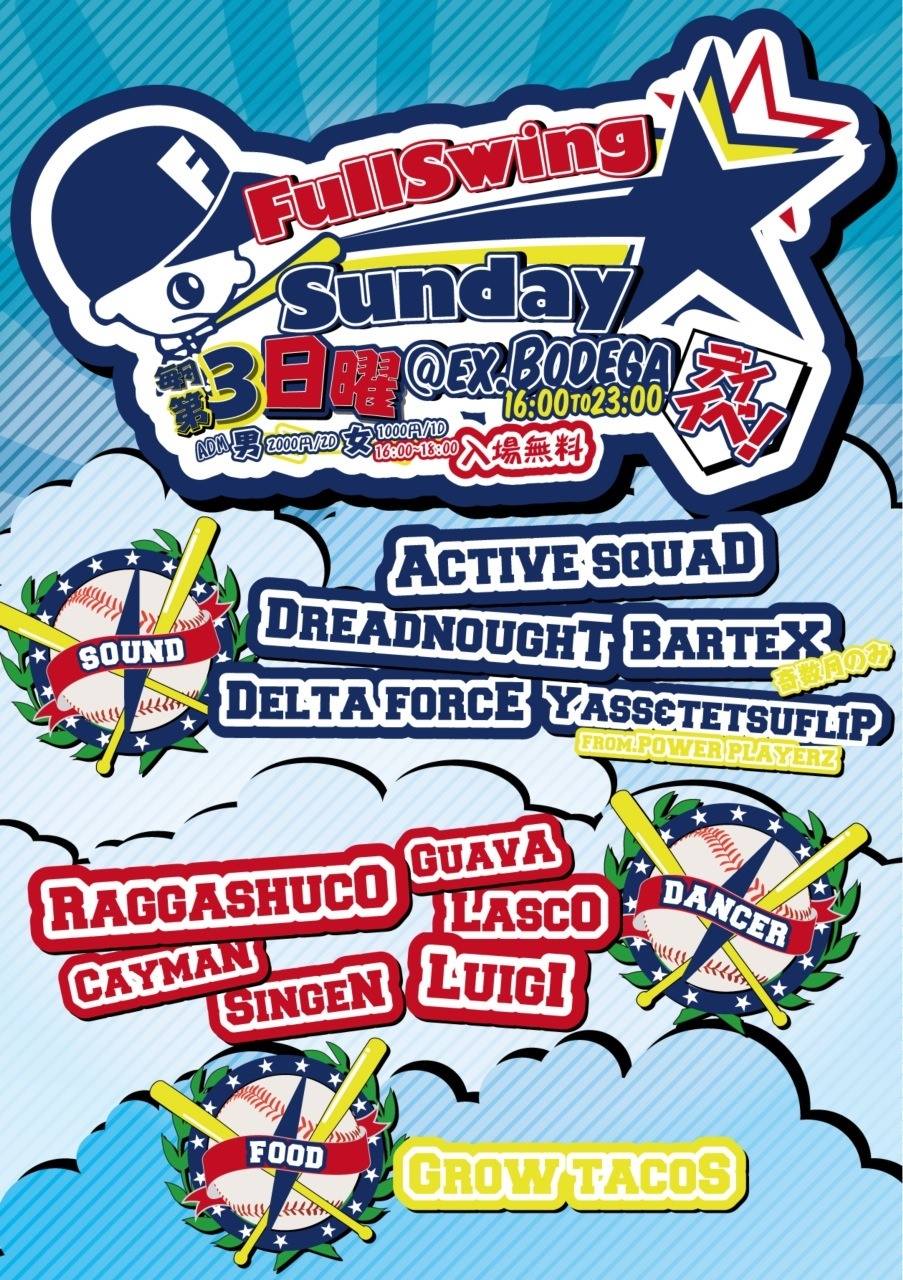 F
FullSwing
Sunday
毎月
第3日曜
@EX.BODEGA
16:00TO23:00
デイ
イベ!
ADM 男 2000円/2D 女 1000円/1D
16:00~18:00 入場無料
SOUND
ACTIVE SQUAD
DREADNOUGHT BARTEX
奇数月のみ
DELTA FORCE YASS&TETSUFLIP
FROM.POWER PLAYERZ
DANCER
RAGGASHUCO GUAVA
LASCO
CAYMAN SINGEN LUIGI
FOOD
GROW TACOS